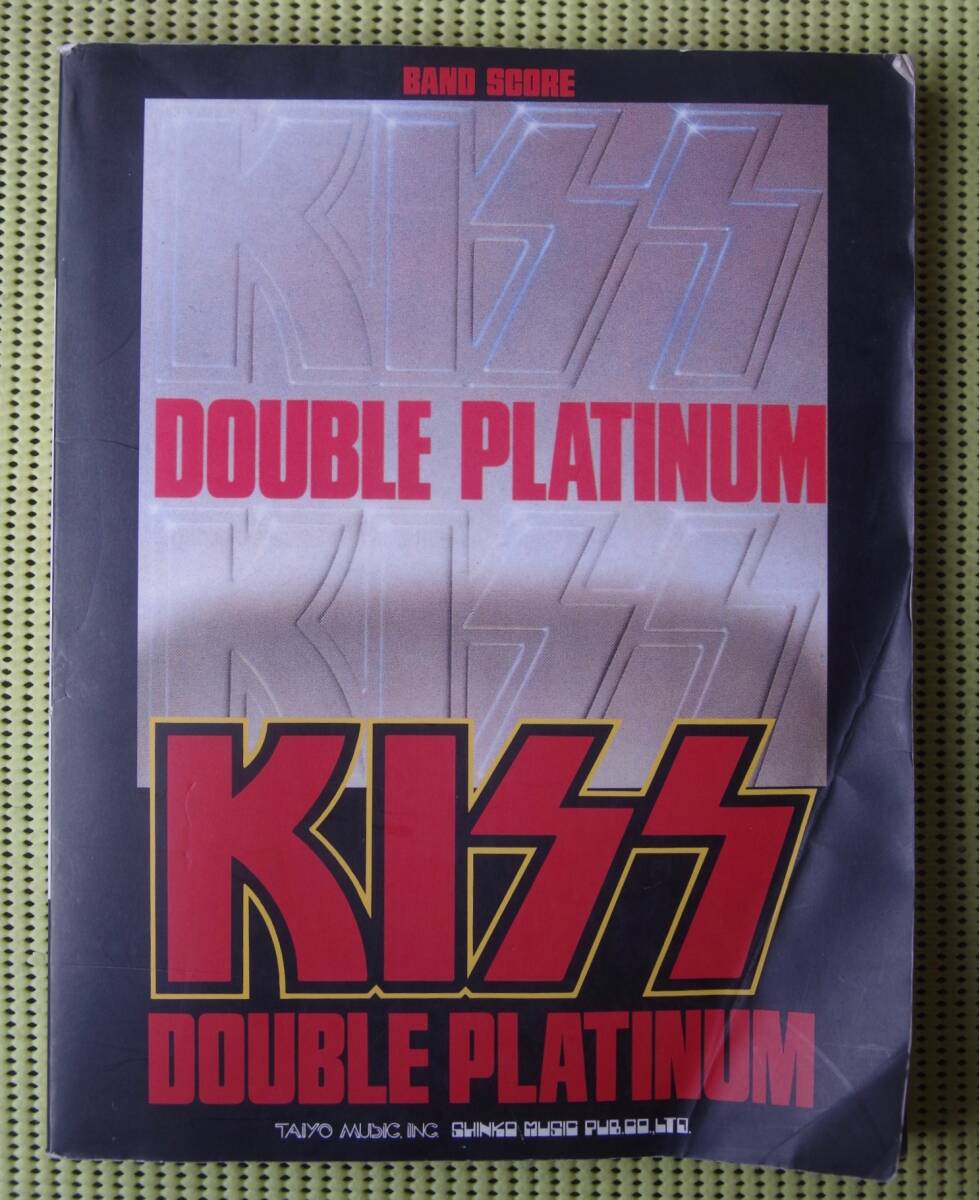 BAND SCORE
KISS
DOUBLE PLATINUM
KISS
KISS
DOUBLE PLATINUM
TAIYO MUSIC, INC. SHINKO MUSIC PUB. CO., LTD.